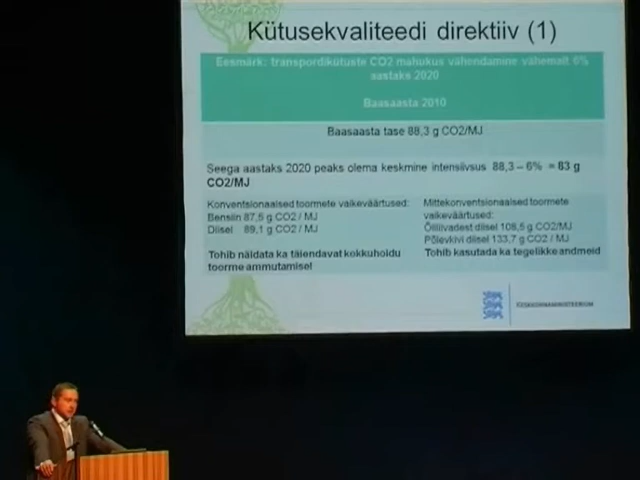 Kütusekvaliteedi direktiiv (1)
Eesmärk: transpordikütuste CO2 mahukus vähendamine vähemalt 6%
aastaks 2020
Baasaasta 2010
Baasaasta tase 88,3 g CO2/MJ
Seega aastaks 2020 peaks olema keskmine intensiivsus 88,3 – 6% = 83 g
CO2/MJ
Konventsionaalsed toormete vaikeväärtused:
Bensiin 87,5 g CO2 / MJ
Diisel 89,1 g CO2 / MJ
Tohib näidata ka täiendavat kokkuhoidu
toorme ammutamisel
Mittekonventsionaalsed toormete
vaikeväärtused:
Õliliivadest diisel 108,5 g CO2/MJ
Põlevkivi diisel 133,7 g CO2 / MJ
Tohib kasutada ka tegelikke andmeid
KESKKONNAMINISTEERIUM